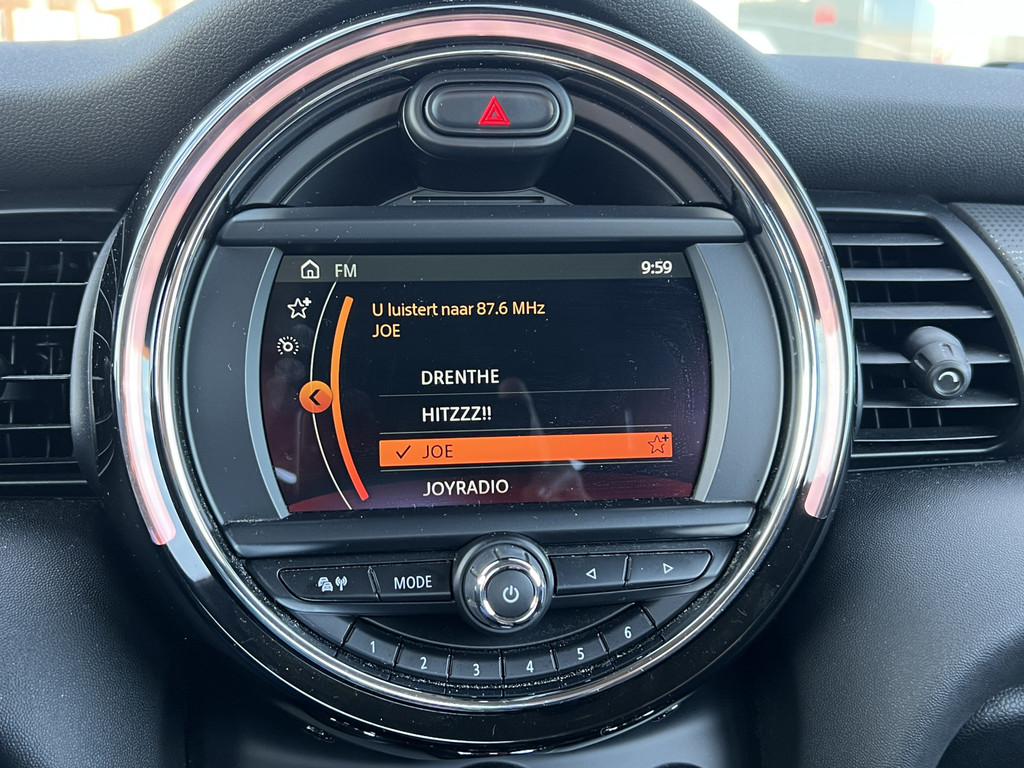 FM 9:59
U luistert naar 87.6 MHz
JOE
DRENTHE
HITZZZ!!
JOE
JOYRADIO
MODE
1 2 3 4 5 6